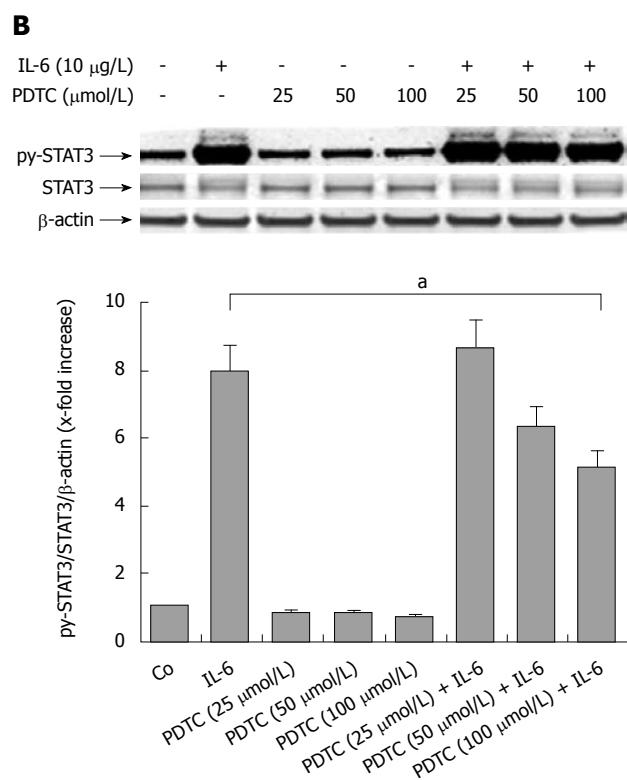 B
IL-6 (10 μg/L) - + - - - + + +
PDTC (μmol/L) - - 25 50 100 25 50 100
py-STAT3
STAT3
β-actin
a
py-STAT3/STAT3/β-actin (x-fold increase)
10
8
6
4
2
0
Co
IL-6
PDTC (25 μmol/L)
PDTC (50 μmol/L)
PDTC (100 μmol/L)
PDTC (25 μmol/L) + IL-6
PDTC (50 μmol/L) + IL-6
PDTC (100 μmol/L) + IL-6